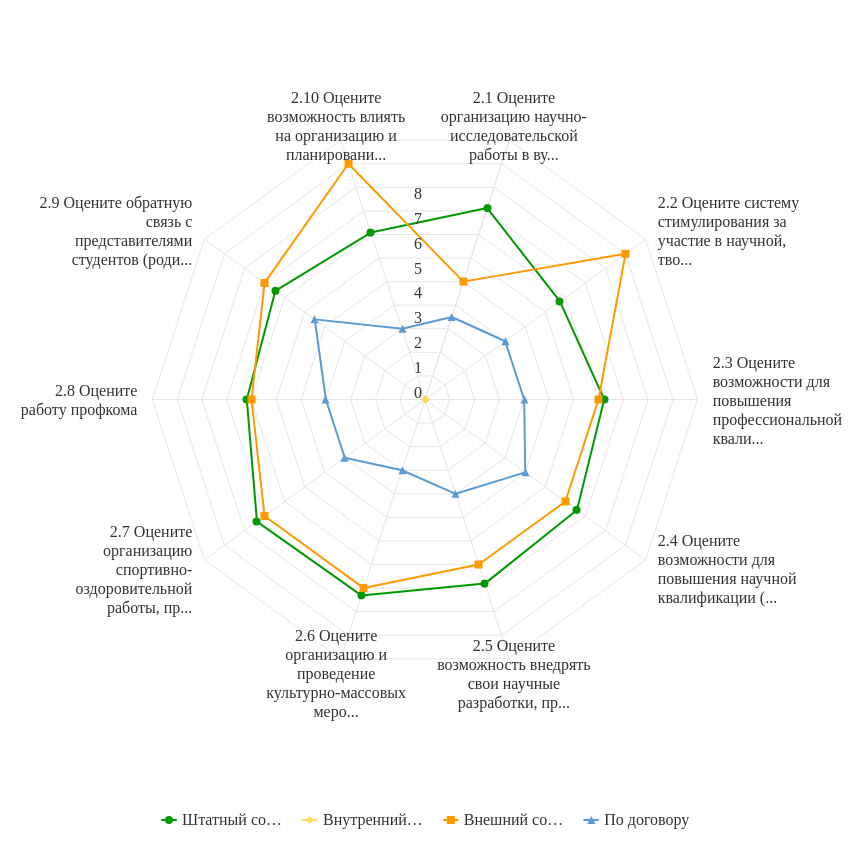 2.10 Оцените
возможность влиять
на организацию и
планировани...
2.1 Оцените
организацию научно-
исследовательской
работы в ву...
2.9 Оцените обратную
связь с
представителями
студентов (роди...
2.2 Оцените систему
стимулирования за
участие в научной,
тво...
8
7
6
5
4
3
2
1
0
2.8 Оцените
работу профкома
2.3 Оцените
возможности для
повышения
профессиональной
квали...
2.7 Оцените
организацию
спортивно-
оздоровительной
работы, пр...
2.4 Оцените
возможности для
повышения научной
квалификации (...
2.6 Оцените
организацию и
проведение
культурно-массовых
меро...
2.5 Оцените
возможность внедрять
свои научные
разработки, пр...
Штатный со… Внутренний… Внешний со… По договору